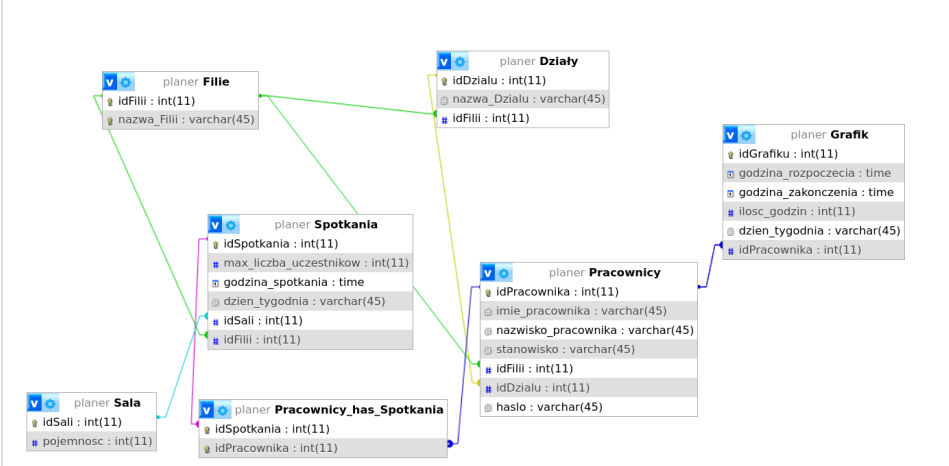 planer Filie
idFilii : int(11)
nazwa_Filii : varchar(45)
planer Działy
idDzialu : int(11)
nazwa_Dzialu : varchar(45)
idFilii : int(11)
planer Grafik
idGrafiku : int(11)
godzina_rozpoczecia : time
godzina_zakonczenia : time
ilosc_godzin : int(11)
dzien_tygodnia : varchar(45)
idPracownika : int(11)
planer Spotkania
idSpotkania : int(11)
max_liczba_uczestnikow : int(11)
godzina_spotkania : time
dzien_tygodnia : varchar(45)
idSali : int(11)
idFilii : int(11)
planer Pracownicy
idPracownika : int(11)
imie_pracownika : varchar(45)
nazwisko_pracownika : varchar(45)
stanowisko : varchar(45)
idFilii : int(11)
idDzialu : int(11)
haslo : varchar(45)
planer Sala
idSali : int(11)
pojemnosc : int(11)
planer Pracownicy_has_Spotkania
idSpotkania : int(11)
idPracownika : int(11)